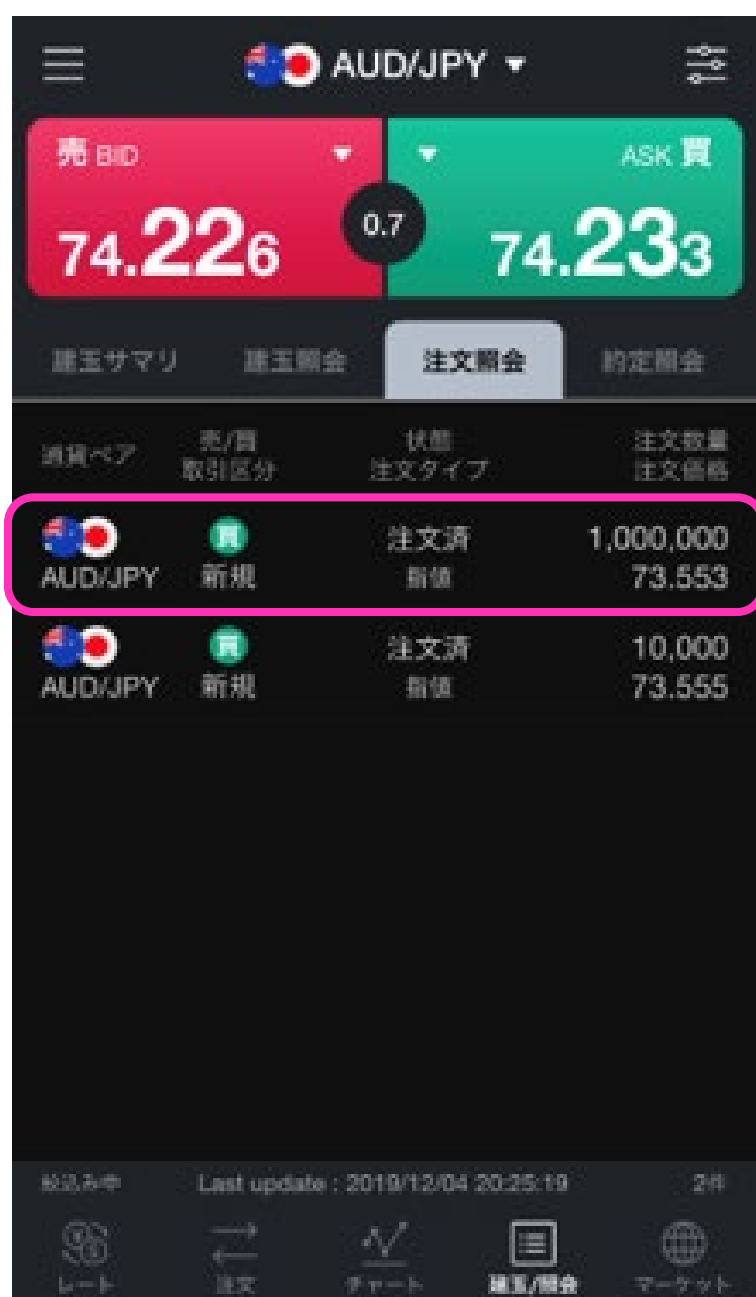 AUD/JPY
売 BID
ASK 買
74.226
0.7
74.233
建玉サマリ 建玉照会 注文照会 約定照会
通貨ペア 売/買 状態 注文数量
取引区分 注文タイプ 注文価格
買 注文済 1,000,000
AUD/JPY 新規 指値 73.553
買 注文済 10,000
AUD/JPY 新規 指値 73.555
絞込み中 Last update : 2019/12/04 20:25:19 2件
レート 注文 チャート 建玉/照会 マーケット